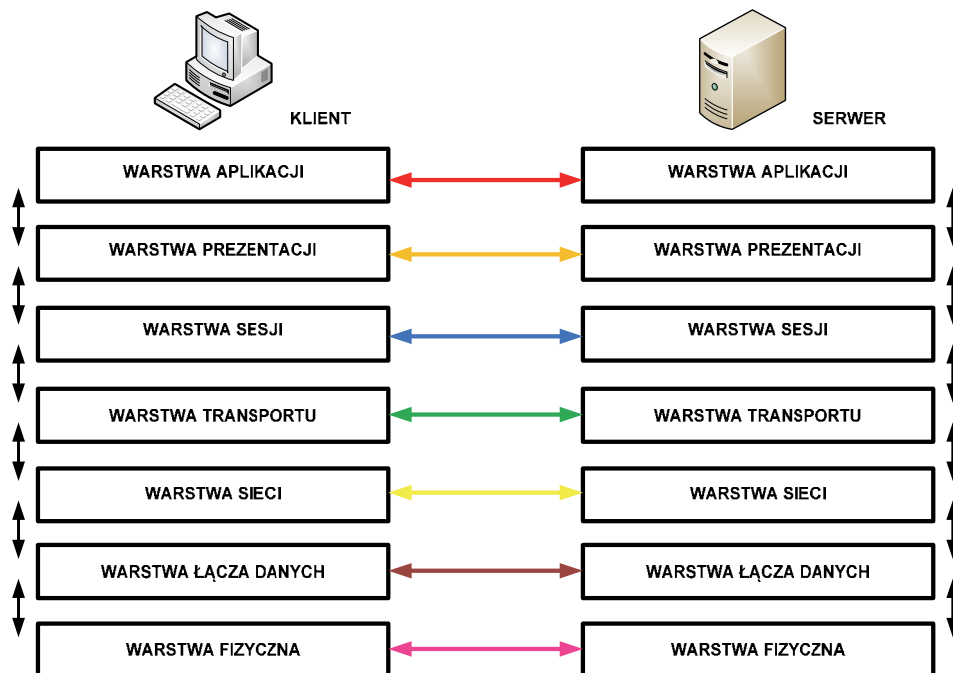 KLIENT
SERWER
WARSTWA APLIKACJI
WARSTWA APLIKACJI
WARSTWA PREZENTACJI
WARSTWA PREZENTACJI
WARSTWA SESJI
WARSTWA SESJI
WARSTWA TRANSPORTU
WARSTWA TRANSPORTU
WARSTWA SIECI
WARSTWA SIECI
WARSTWA ŁĄCZA DANYCH
WARSTWA ŁĄCZA DANYCH
WARSTWA FIZYCZNA
WARSTWA FIZYCZNA